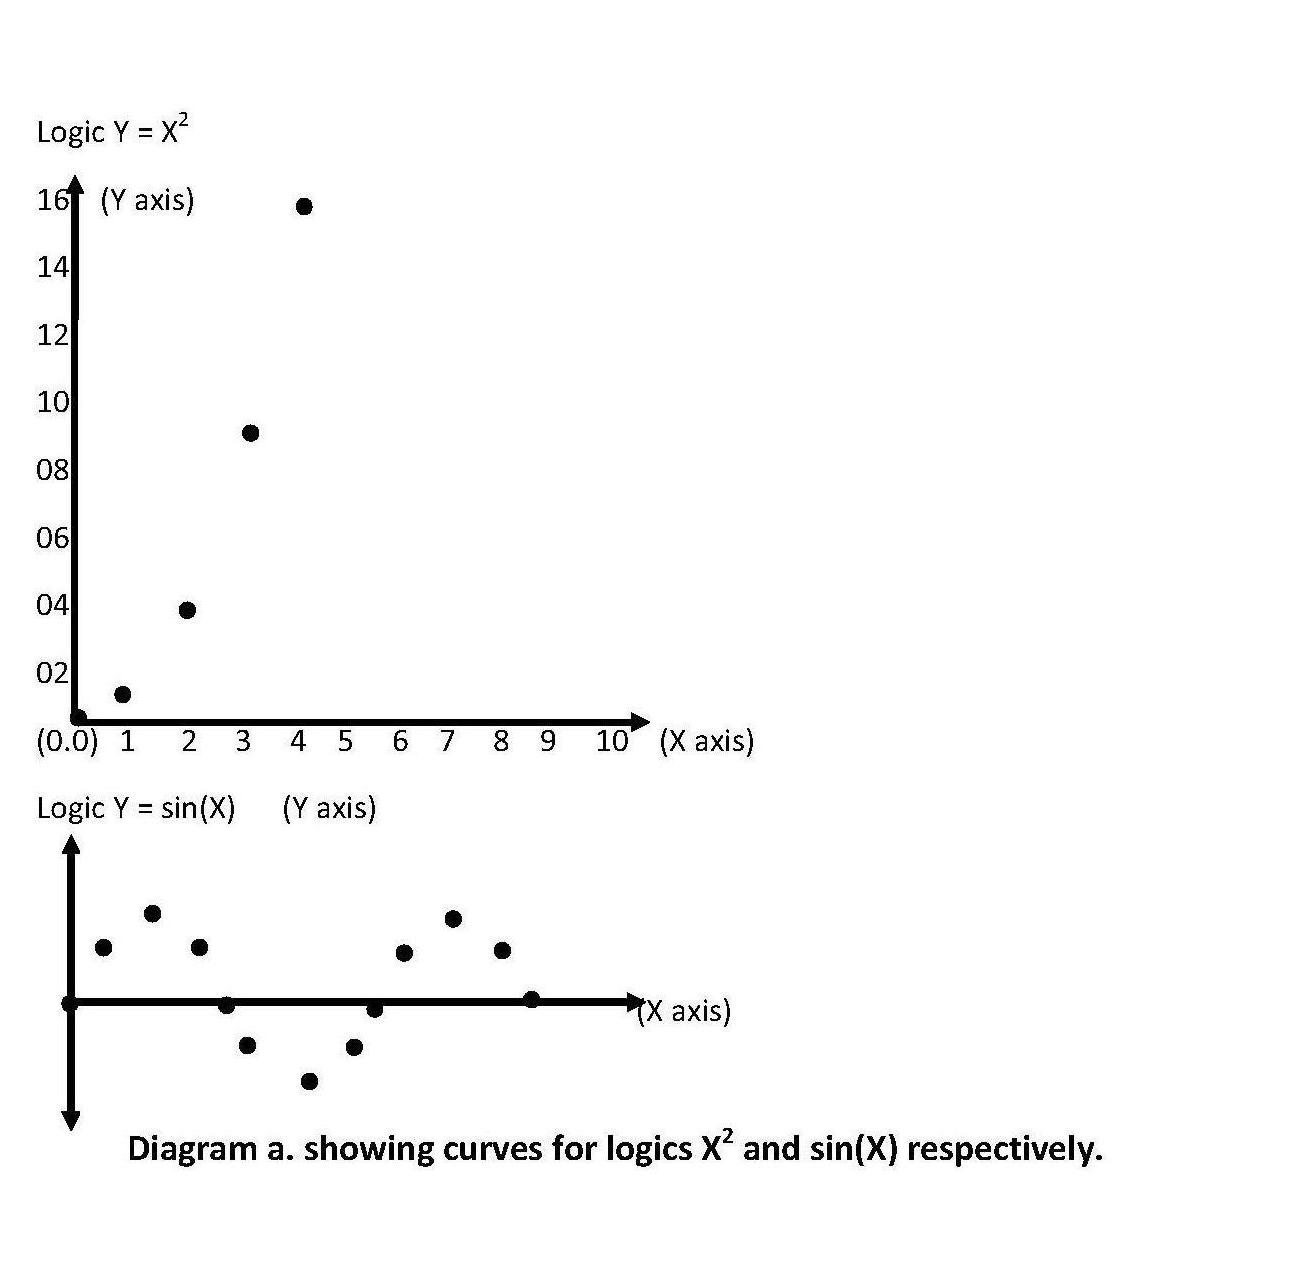 Logic Y = X²
16 (Y axis)
14
12
10
08
06
04
02
(0.0) 1 2 3 4 5 6 7 8 9 10 (X axis)
Logic Y = sin(X) (Y axis)
(X axis)
Diagram a. showing curves for logics X² and sin(X) respectively.